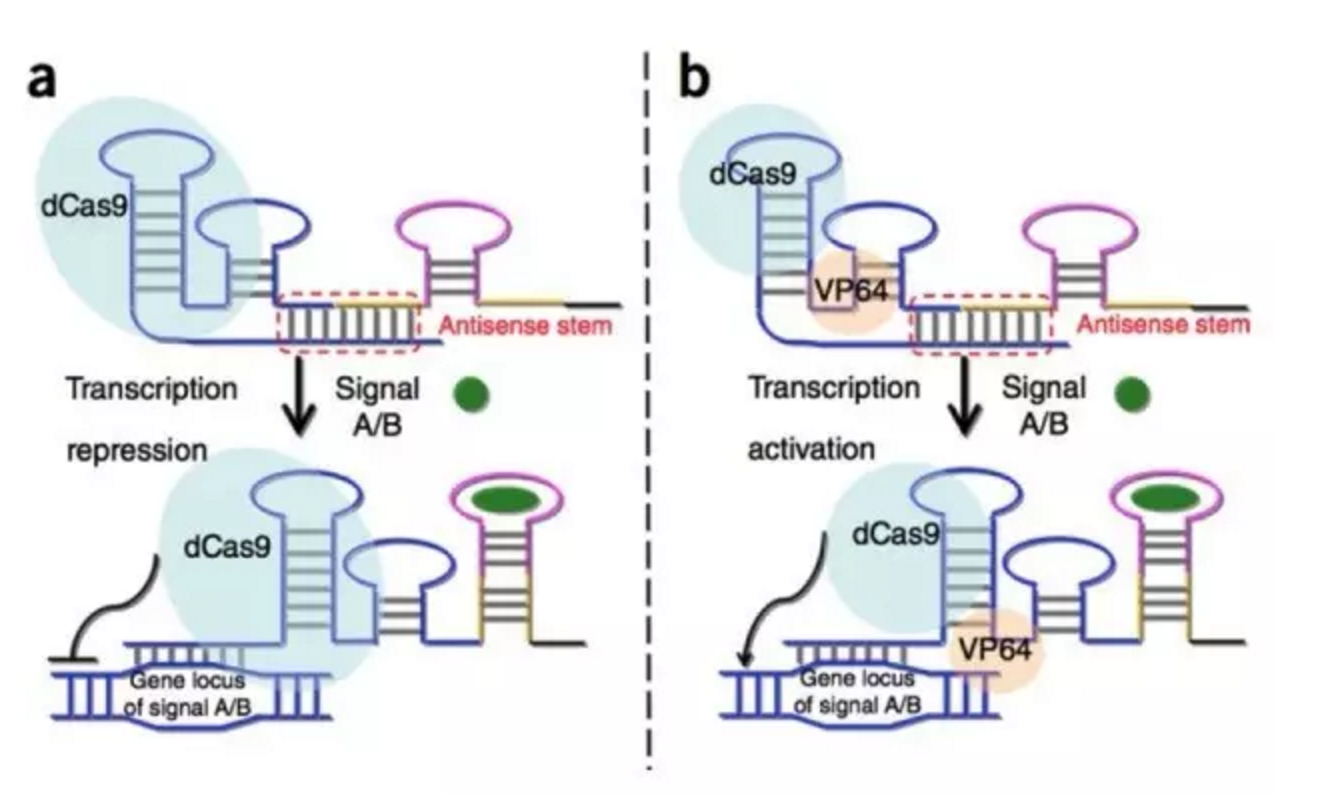 a
dCas9
Antisense stem
Transcription
repression
Signal
A/B
dCas9
Gene locus
of signal A/B
b
dCas9
VP64
Antisense stem
Transcription
activation
Signal
A/B
dCas9
VP64
Gene locus
of signal A/B